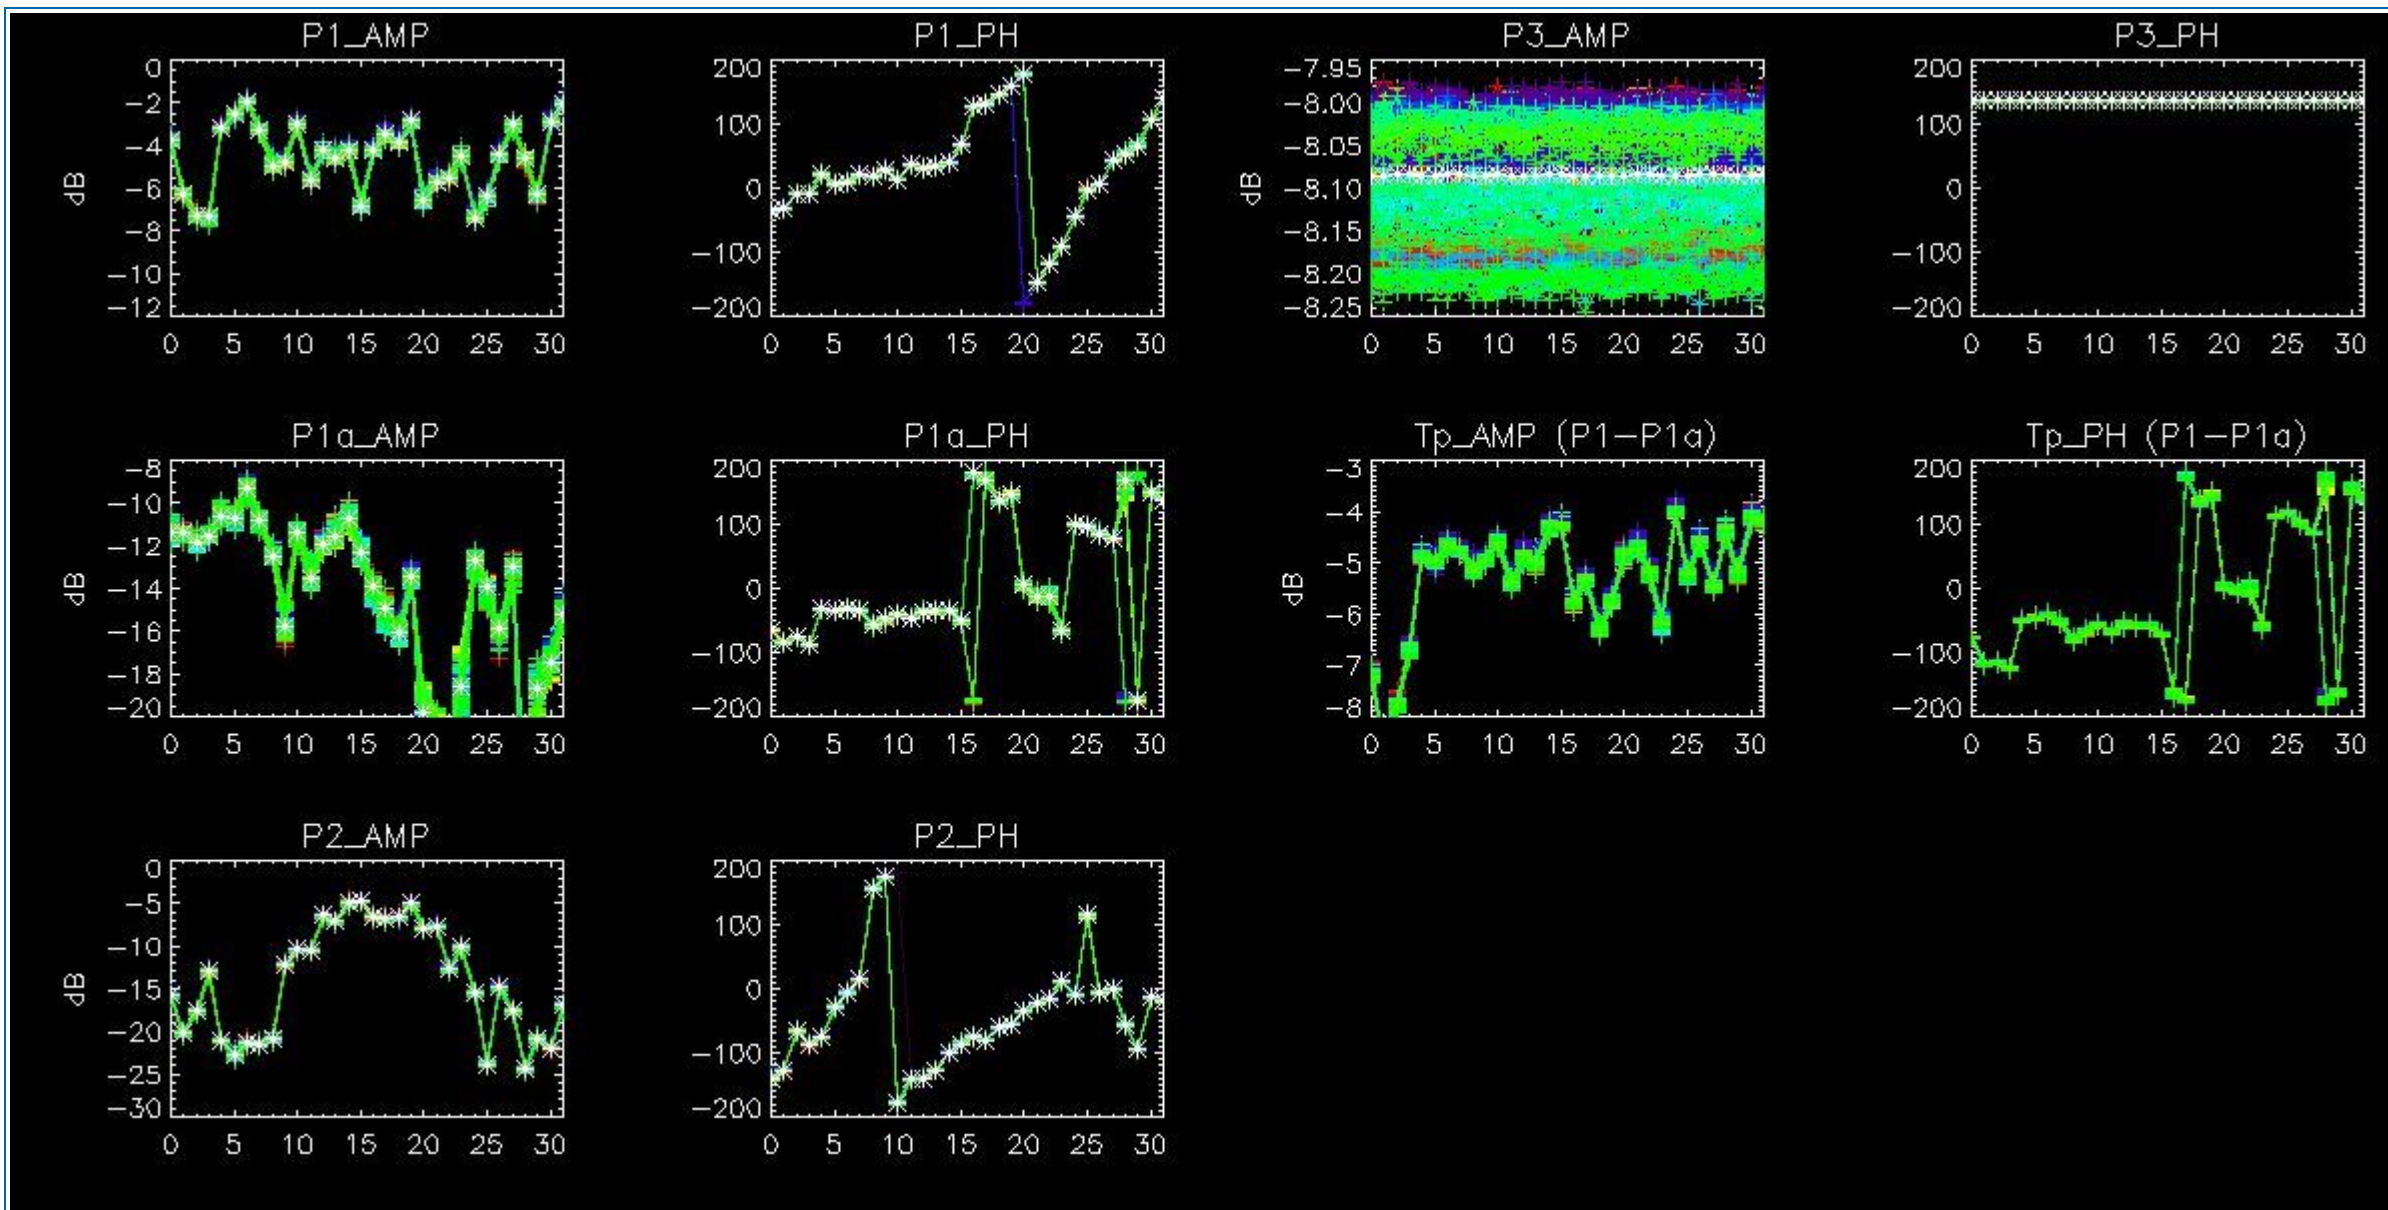 P1_AMP P1_PH P3_AMP P3_PH
0 200 -7.95 200
-2 100 -8.00 100
-4 0 -8.05 0
-6 -100 -8.10 -100
-8 -200 -8.15 -200
-10 -8.20
-12 -8.25
dB dB
0 5 10 15 20 25 30 0 5 10 15 20 25 30 0 5 10 15 20 25 30 0 5 10 15 20 25 30
P1a_AMP P1a_PH Tp_AMP (P1-P1a) Tp_PH (P1-P1a)
-8 200 -3 200
-10 100 -4 100
-12 0 -5 0
-14 -100 -6 -100
-16 -200 -7 -200
-18 -8
-20
dB dB
0 5 10 15 20 25 30 0 5 10 15 20 25 30 0 5 10 15 20 25 30 0 5 10 15 20 25 30
P2_AMP P2_PH
0 200
-5 100
-10 0
-15 -100
-20 -200
-25
-30
dB
0 5 10 15 20 25 30 0 5 10 15 20 25 30